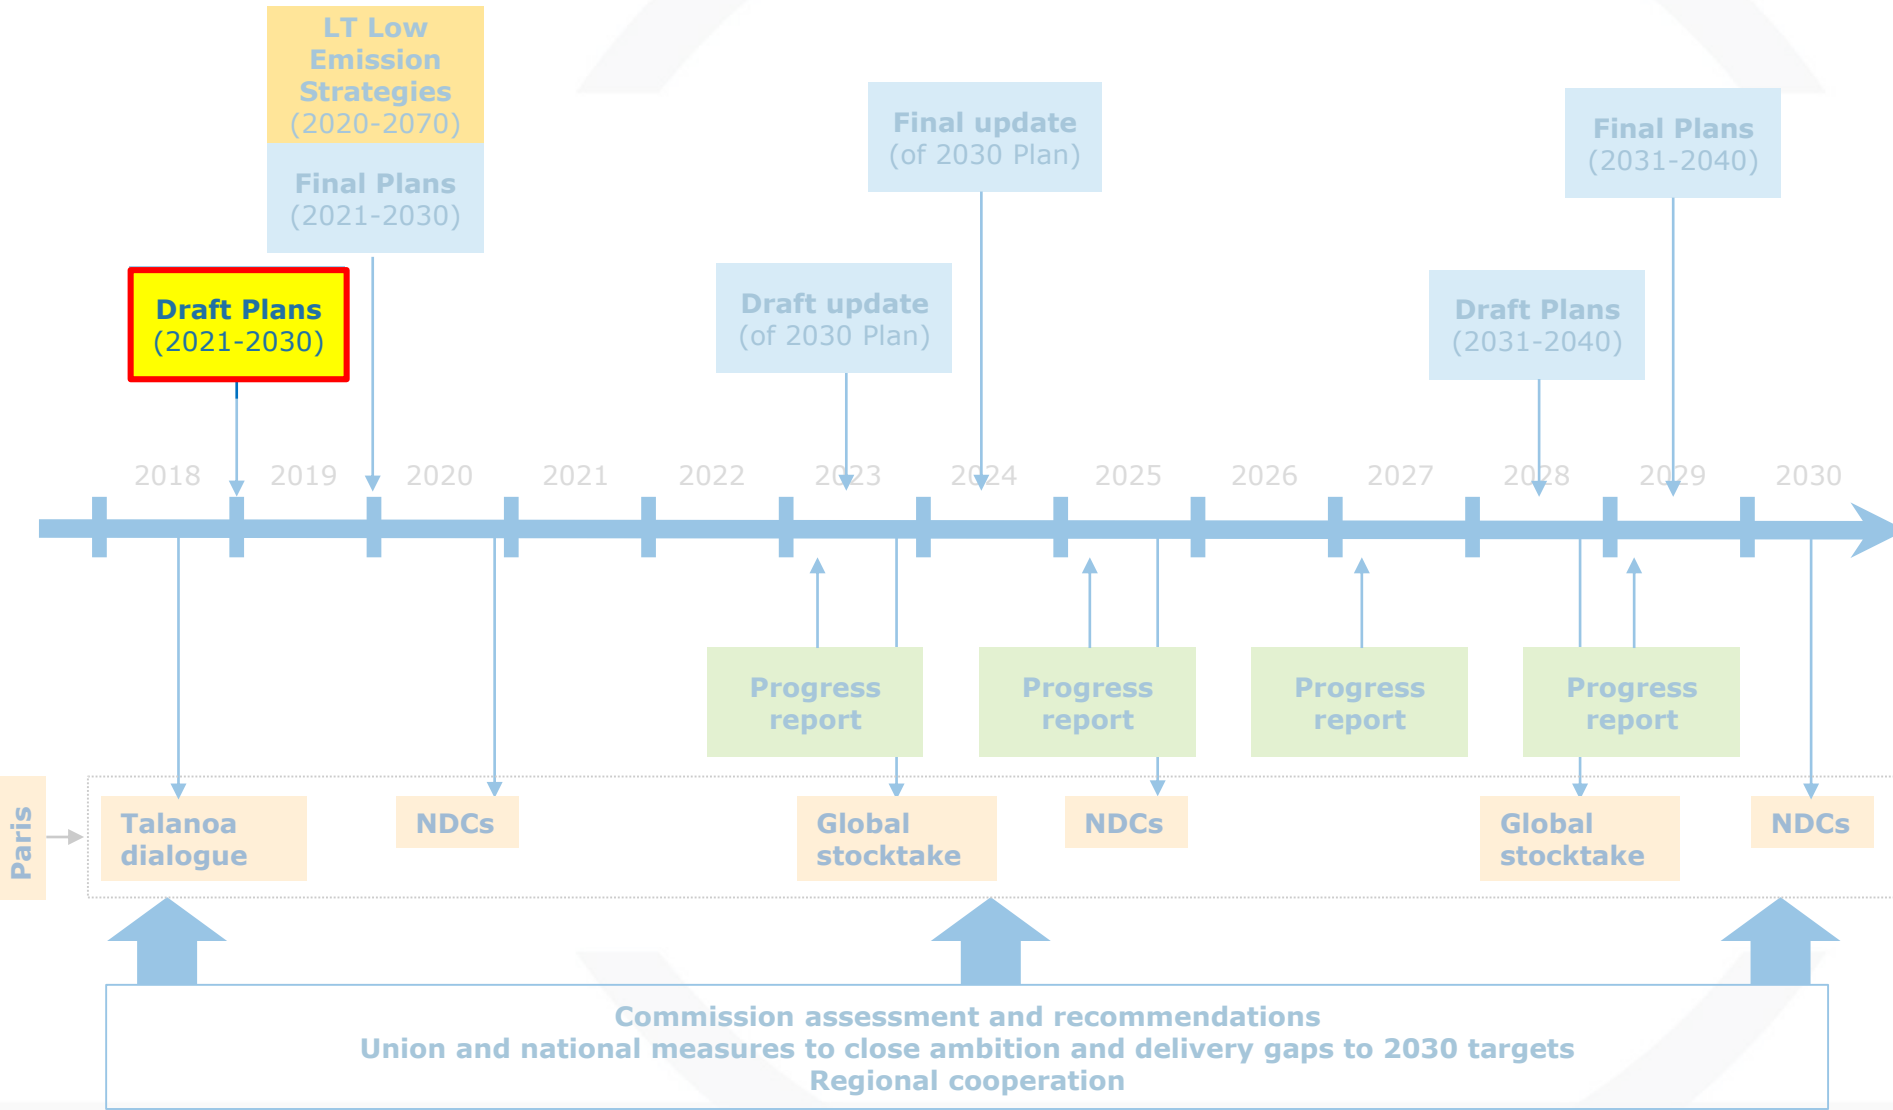 LT Low
Emission
Strategies
(2020-2070)
Final Plans
(2021-2030)
Draft Plans
(2021-2030)
Final update
(of 2030 Plan)
Draft update
(of 2030 Plan)
Final Plans
(2031-2040)
Draft Plans
(2031-2040)
2018 2019 2020 2021 2022 2023 2024 2025 2026 2027 2028 2029 2030
Progress
report
Progress
report
Progress
report
Progress
report
Paris
Talanoa
dialogue
NDCs
Global
stocktake
NDCs
Global
stocktake
NDCs
Commission assessment and recommendations
Union and national measures to close ambition and delivery gaps to 2030 targets
Regional cooperation